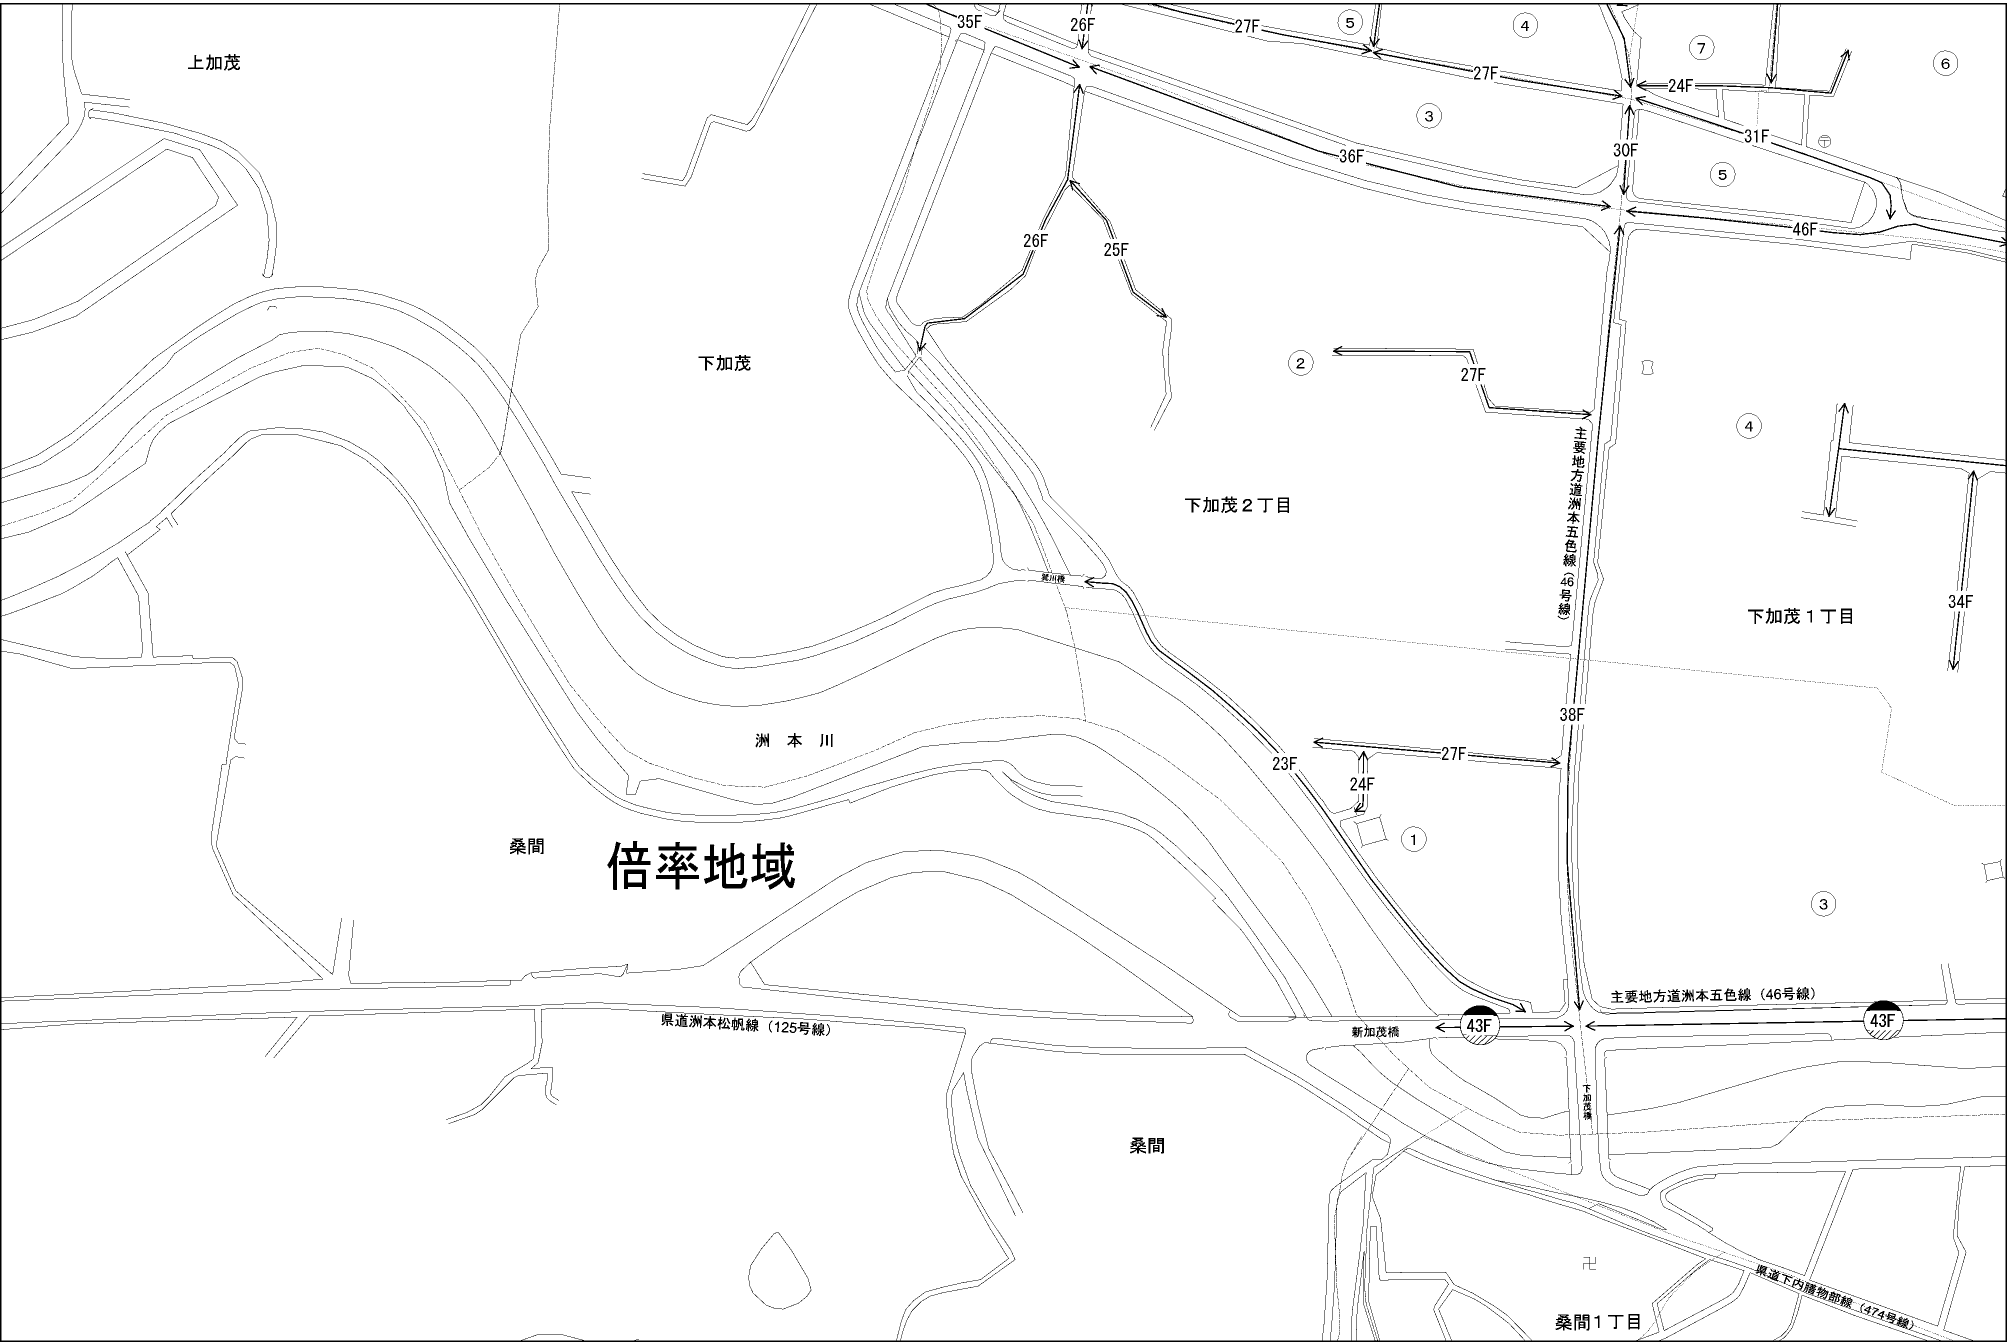 35F
26F
27F
⑤
④
⑦
⑥
上加茂
27F
24F
③
31F
〒
36F
30F
⑤
26F
25F
46F
下加茂
②
27F
④
主要地方道洲本五色線(46号線)
下加茂2丁目
34F
下加茂1丁目
38F
洲本川
23F
27F
24F
①
桑間
倍率地域
③
主要地方道洲本五色線(46号線)
県道洲本松帆線(125号線)
新加茂橋
43F
43F
下加茂橋
桑間
卍
県道下内膳物部線(474号線)
桑間1丁目